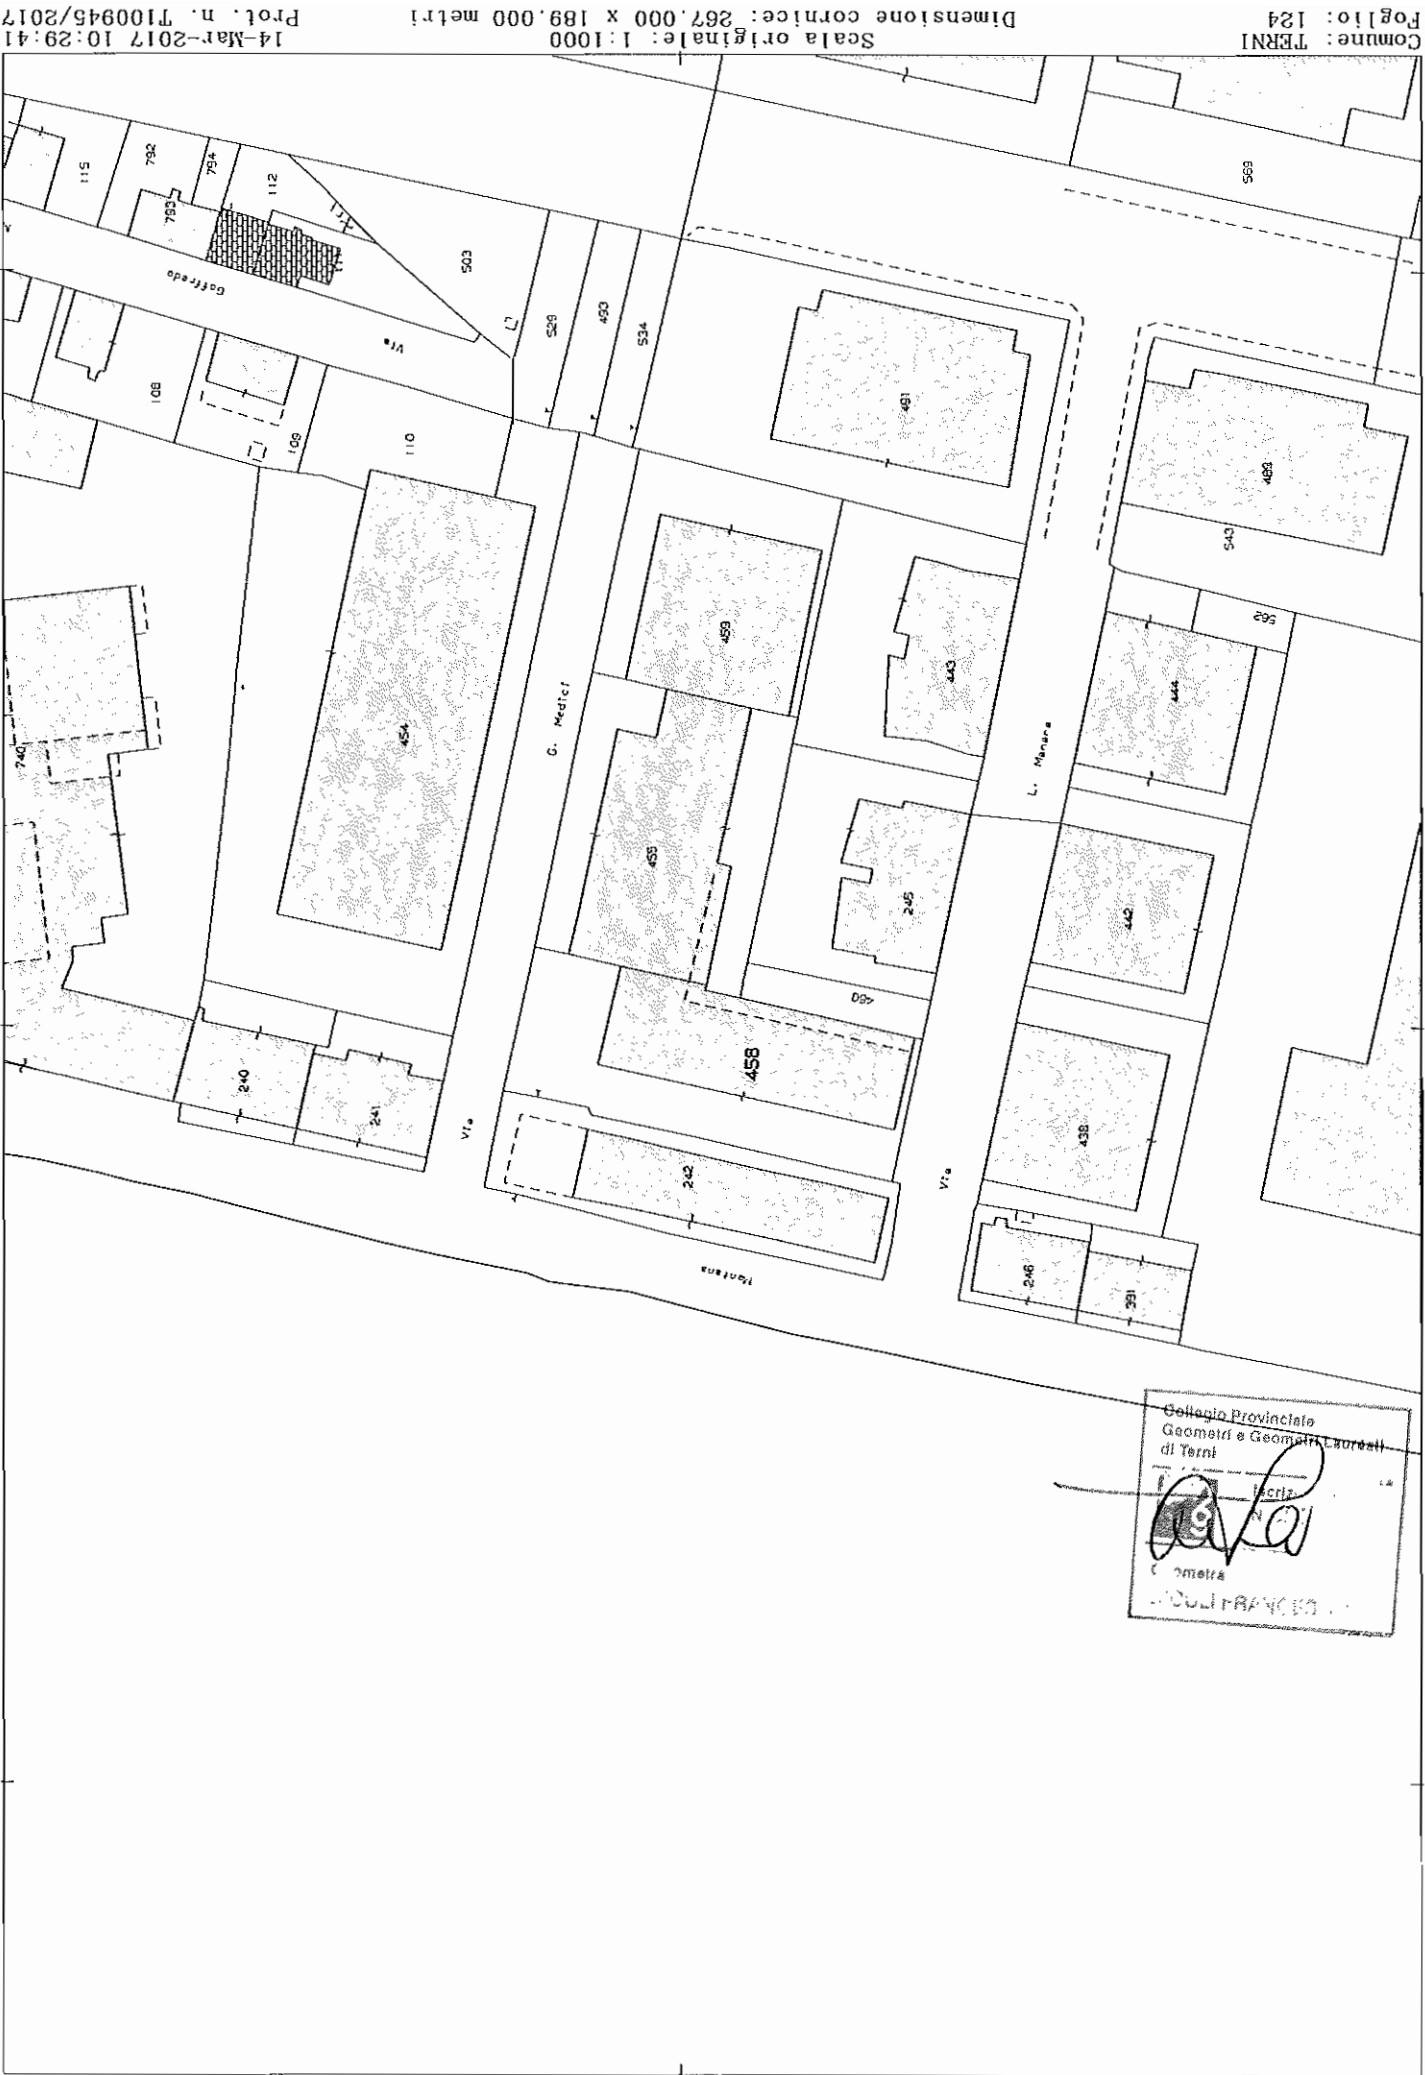 Comune: TERNI
Foglio: 124
Scala originale: 1:1000
Dimensione cornice: 267.000 x 189.000 metri
14-Mar-2017 10:29:41
Prot. n. T100945/2017
115
792
794
112
793
503
569
Goffredo
Via
529
493
534
108
109
110
491
489
543
562
459
443
444
454
G. Medici
L. Manara
740
455
245
442
460
458
240
241
Via
438
242
Via
Mentana
246
391
Collegio Provinciale
Geometri e Geometri Laureati
di Terni
Iscriz.